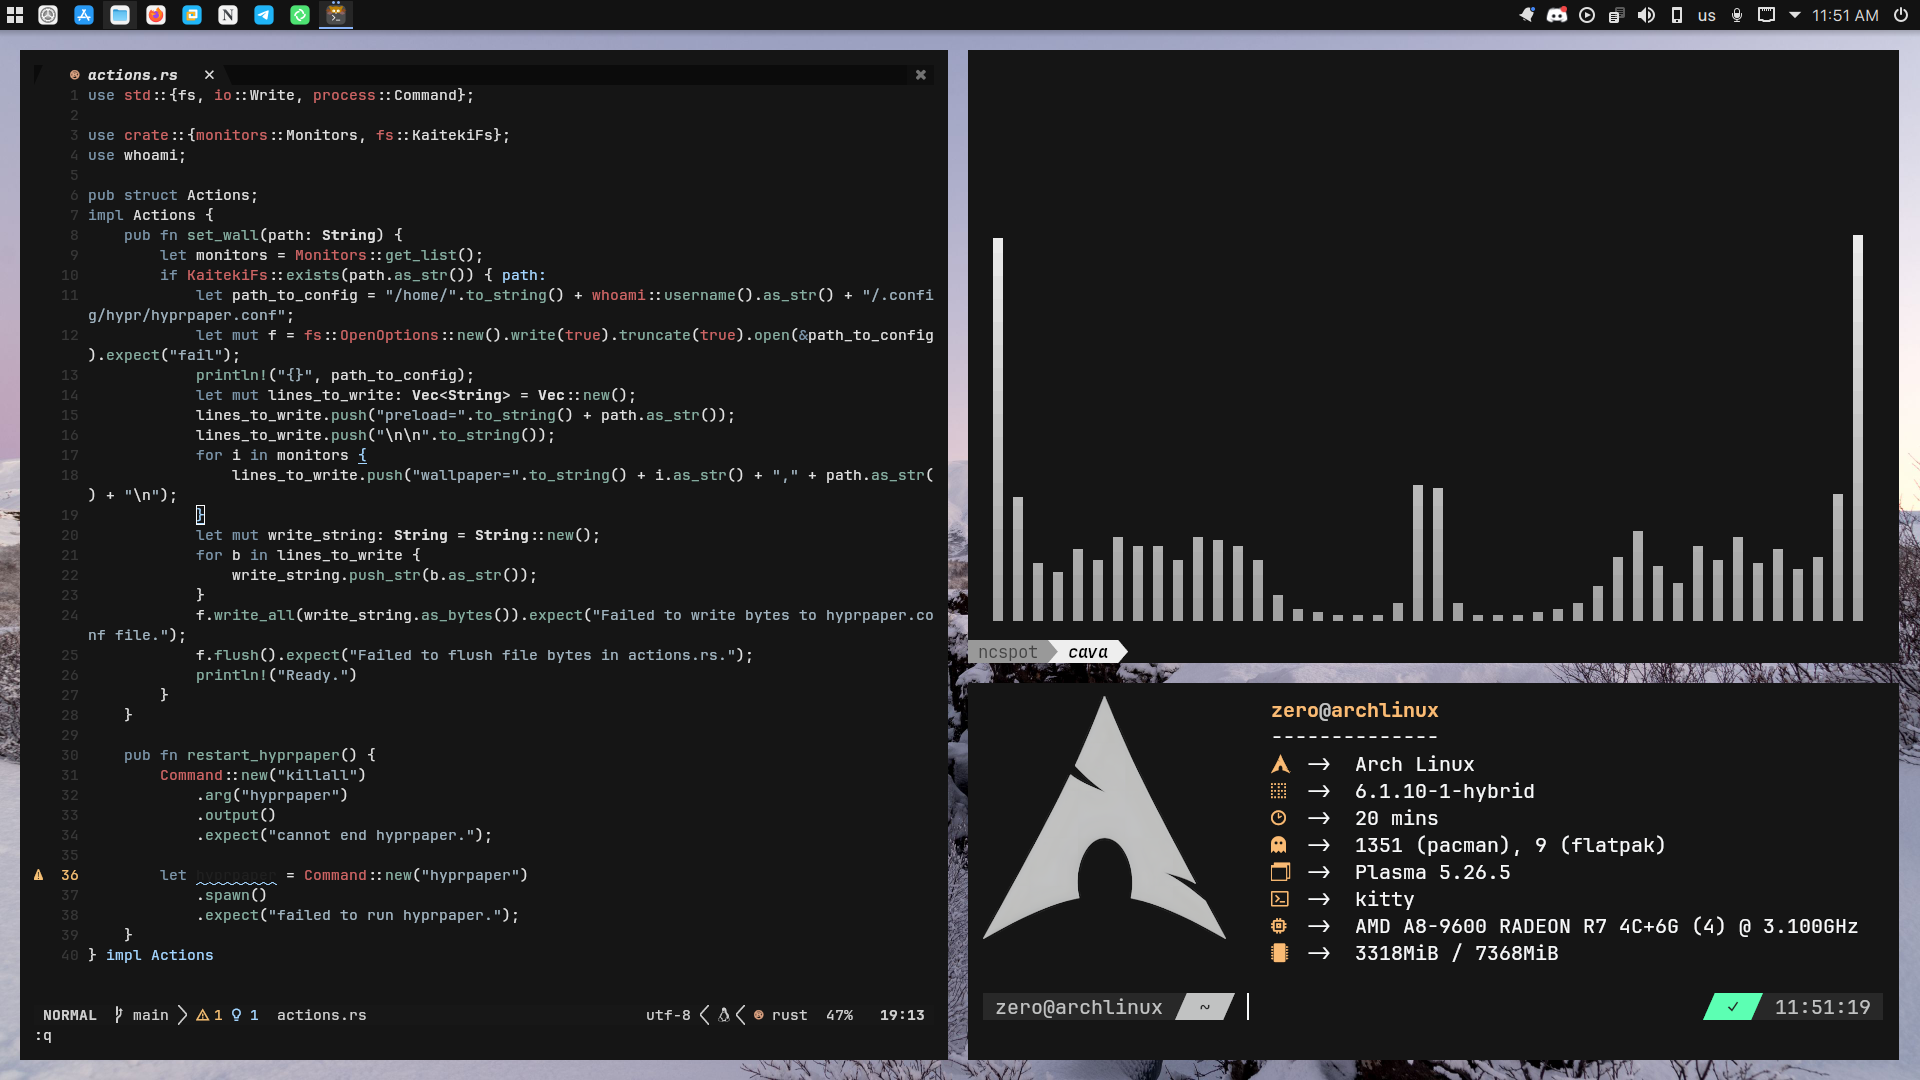 us 11:51 AM
actions.rs ×
1 use std::{fs, io::Write, process::Command};
2
3 use crate::{monitors::Monitors, fs::KaitekiFs};
4 use whoami;
5
6 pub struct Actions;
7 impl Actions {
8     pub fn set_wall(path: String) {
9         let monitors = Monitors::get_list();
10         if KaitekiFs::exists(path.as_str()) { path:
11             let path_to_config = "/home/".to_string() + whoami::username().as_str() + "/.confi
g/hypr/hyprpaper.conf";
12             let mut f = fs::OpenOptions::new().write(true).truncate(true).open(&path_to_config
).expect("fail");
13             println!("{}", path_to_config);
14             let mut lines_to_write: Vec<String> = Vec::new();
15             lines_to_write.push("preload=".to_string() + path.as_str());
16             lines_to_write.push("\n\n".to_string());
17             for i in monitors {
18                 lines_to_write.push("wallpaper=".to_string() + i.as_str() + "," + path.as_str(
) + "\n");
19             }
20             let mut write_string: String = String::new();
21             for b in lines_to_write {
22                 write_string.push_str(b.as_str());
23             }
24             f.write_all(write_string.as_bytes()).expect("Failed to write bytes to hyprpaper.co
nf file.");
25             f.flush().expect("Failed to flush file bytes in actions.rs.");
26             println!("Ready.")
27         }
28     }
29
30     pub fn restart_hyprpaper() {
31         Command::new("killall")
32             .arg("hyprpaper")
33             .output()
34             .expect("cannot end hyprpaper.");
35
36         let hyprpaper = Command::new("hyprpaper")
37             .spawn()
38             .expect("failed to run hyprpaper.");
39     }
40 } impl Actions
NORMAL main 1 1 actions.rs utf-8 rust 47% 19:13
:q
ncspot cava
zero@archlinux
--------------
Arch Linux
6.1.10-1-hybrid
20 mins
1351 (pacman), 9 (flatpak)
Plasma 5.26.5
kitty
AMD A8-9600 RADEON R7 4C+6G (4) @ 3.100GHz
3318MiB / 7368MiB
zero@archlinux ~ ✓ 11:51:19